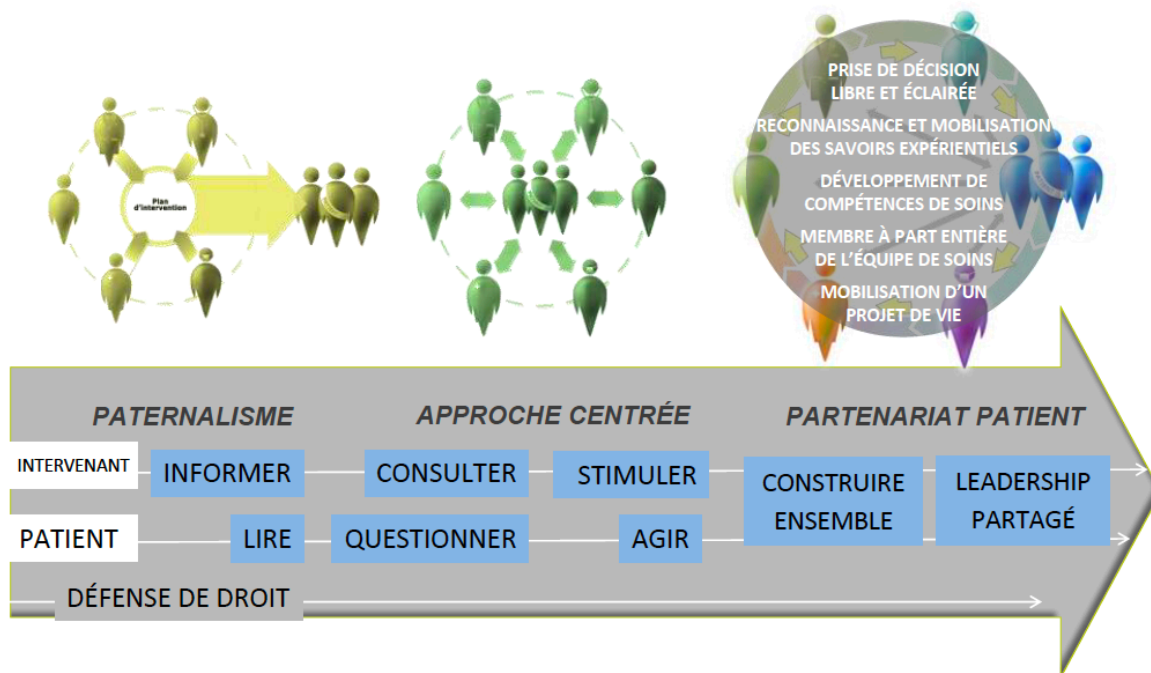 PRISE DE DÉCISION
LIBRE ET ÉCLAIRÉE
RECONNAISSANCE ET MOBILISATION
DES SAVOIRS EXPÉRIENTIELS
DÉVELOPPEMENT DE
COMPÉTENCES DE SOINS
MEMBRE À PART ENTIÈRE
DE L’ÉQUIPE DE SOINS
MOBILISATION D’UN
PROJET DE VIE
Plan
d'intervention
PATERNALISME
APPROCHE CENTRÉE
PARTENARIAT PATIENT
INTERVENANT
INFORMER
CONSULTER
STIMULER
CONSTRUIRE
ENSEMBLE
LEADERSHIP
PARTAGÉ
PATIENT
LIRE
QUESTIONNER
AGIR
DÉFENSE DE DROIT